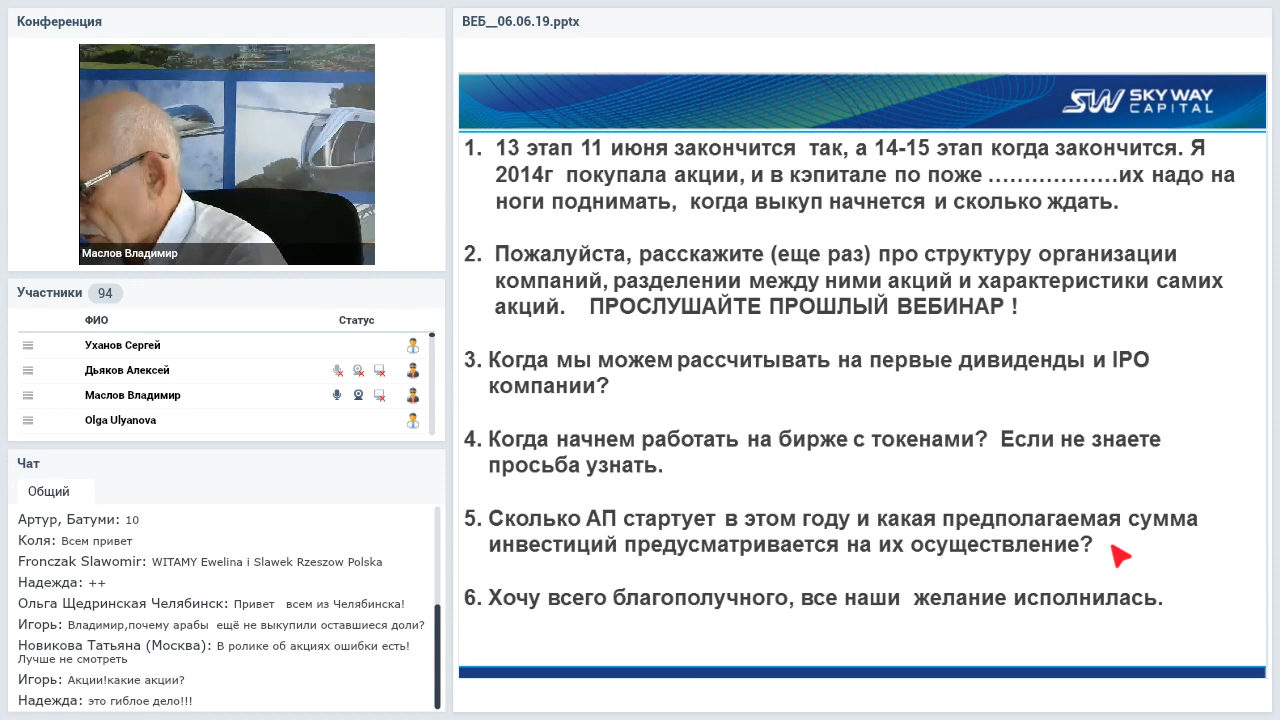 Конференция
Маслов Владимир
Участники 94
ФИО Статус
Уханов Сергей
Дьяков Алексей
Маслов Владимир
Olga Ulyanova
Чат
Общий
Артур, Батуми: 10
Коля: Всем привет
Fronczak Slawomir: WITAMY Ewelina i Slawek Rzeszow Polska
Надежда: ++
Ольга Щедринская Челябинск: Привет всем из Челябинска!
Игорь: Владимир,почему арабы ещё не выкупили оставшиеся доли?
Новикова Татьяна (Москва): В ролике об акциях ошибки есть!
Лучше не смотреть
Игорь: Акции!какие акции?
Надежда: это гиблое дело!!!
ВЕБ__06.06.19.pptx
SW SKY WAY
CAPITAL
1. 13 этап 11 июня закончится так, а 14-15 этап когда закончится. Я
2014г покупала акции, и в кэпитале по поже ………………их надо на
ноги поднимать, когда выкуп начнется и сколько ждать.
2. Пожалуйста, расскажите (еще раз) про структуру организации
компаний, разделении между ними акций и характеристики самих
акций. ПРОСЛУШАЙТЕ ПРОШЛЫЙ ВЕБИНАР !
3. Когда мы можем рассчитывать на первые дивиденды и IPO
компании?
4. Когда начнем работать на бирже с токенами? Если не знаете
просьба узнать.
5. Сколько АП стартует в этом году и какая предполагаемая сумма
инвестиций предусматривается на их осуществление?
6. Хочу всего благополучного, все наши желание исполнилась.